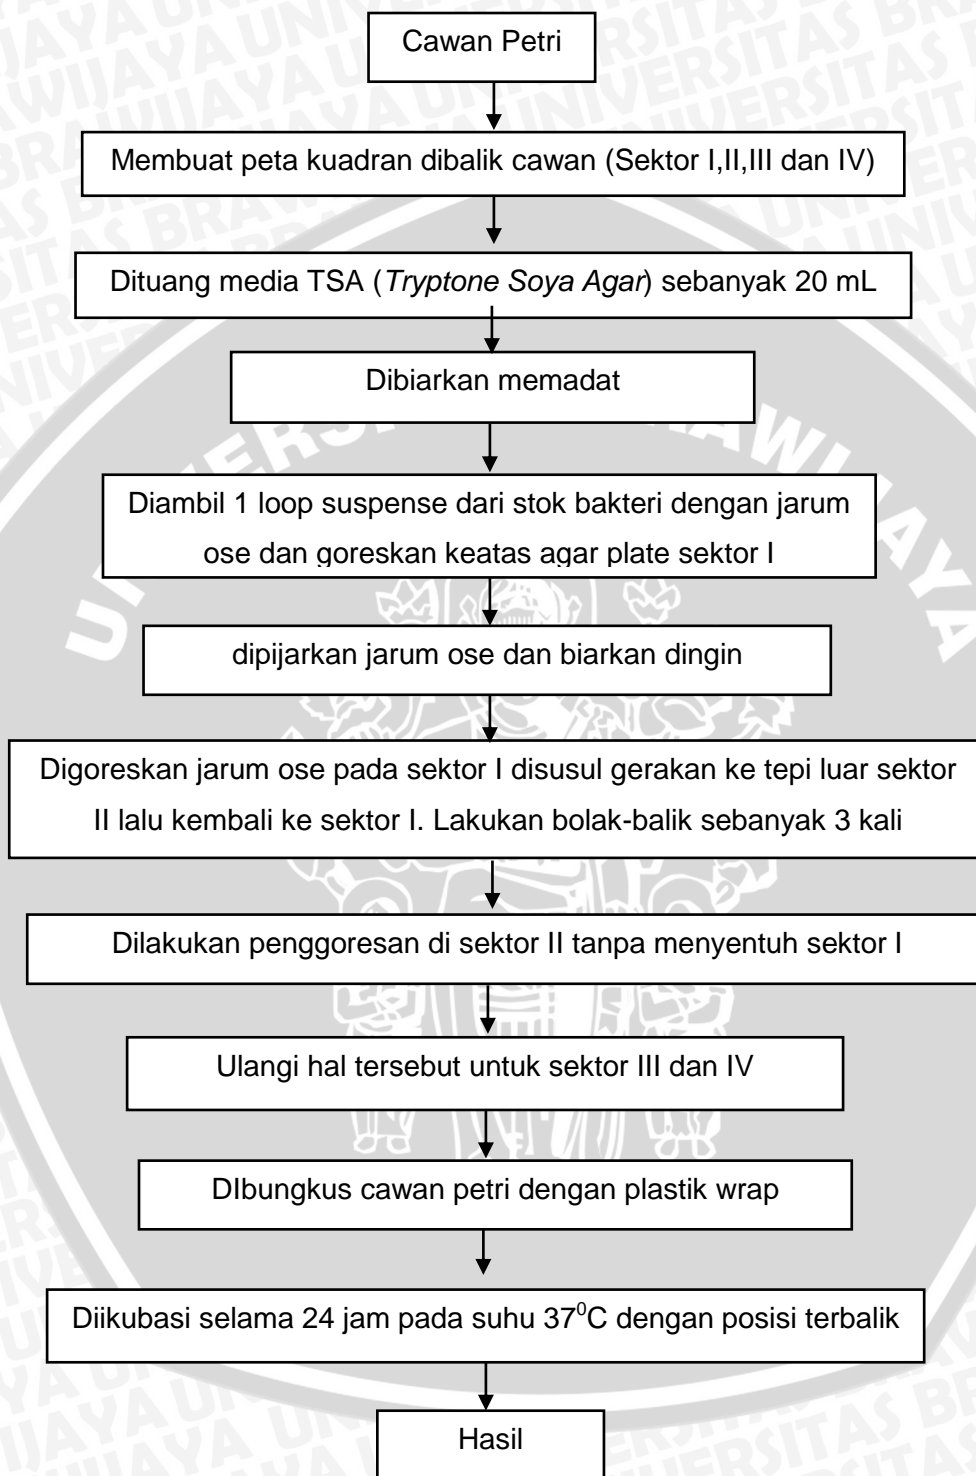 Cawan Petri
Membuat peta kuadran dibalik cawan (Sektor I,II,III dan IV)
Dituang media TSA (Tryptone Soya Agar) sebanyak 20 mL
Dibiarkan memadat
Diambil 1 loop suspense dari stok bakteri dengan jarum
ose dan goreskan keatas agar plate sektor I
dipijarkan jarum ose dan biarkan dingin
Digoreskan jarum ose pada sektor I disusul gerakan ke tepi luar sektor
II lalu kembali ke sektor I. Lakukan bolak-balik sebanyak 3 kali
Dilakukan penggoresan di sektor II tanpa menyentuh sektor I
Ulangi hal tersebut untuk sektor III dan IV
DIbungkus cawan petri dengan plastik wrap
Diikubasi selama 24 jam pada suhu 37⁰C dengan posisi terbalik
Hasil